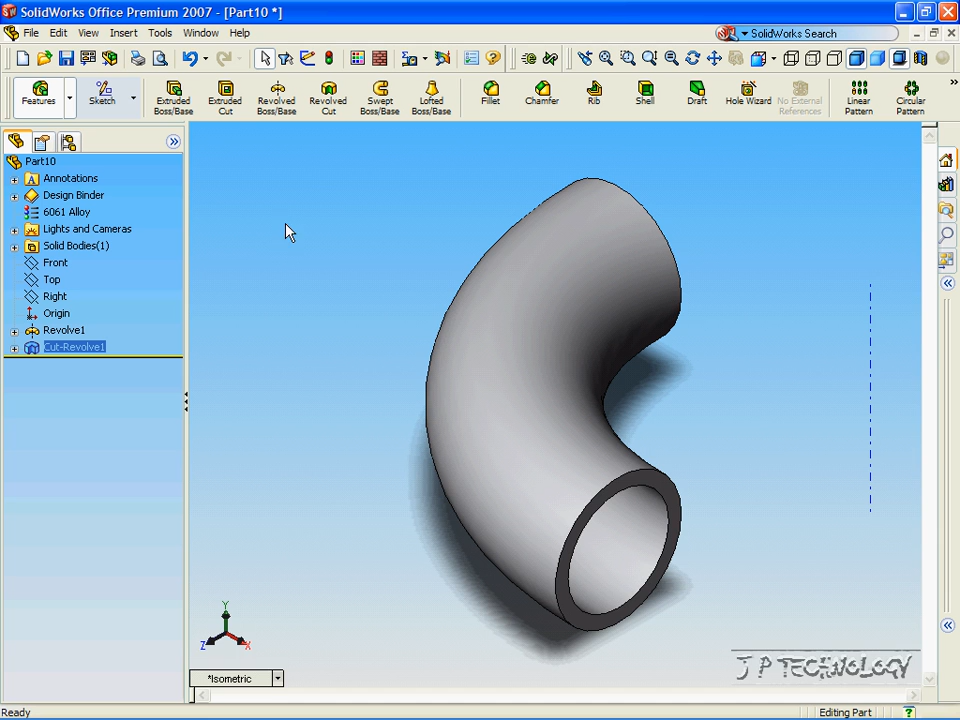 SolidWorks Office Premium 2007 - [Part10 *]
File Edit View Insert Tools Window Help
SolidWorks Search
Features
Sketch
Extruded Boss/Base
Extruded Cut
Revolved Boss/Base
Revolved Cut
Swept Boss/Base
Lofted Boss/Base
Fillet
Chamfer
Rib
Shell
Draft
Hole Wizard
No External References
Linear Pattern
Circular Pattern
Part10
Annotations
Design Binder
6061 Alloy
Lights and Cameras
Solid Bodies(1)
Front
Top
Right
Origin
Revolve1
Cut-Revolve1
Y
Z
X
*Isometric
J P TECHNOLOGY
Ready
Editing Part